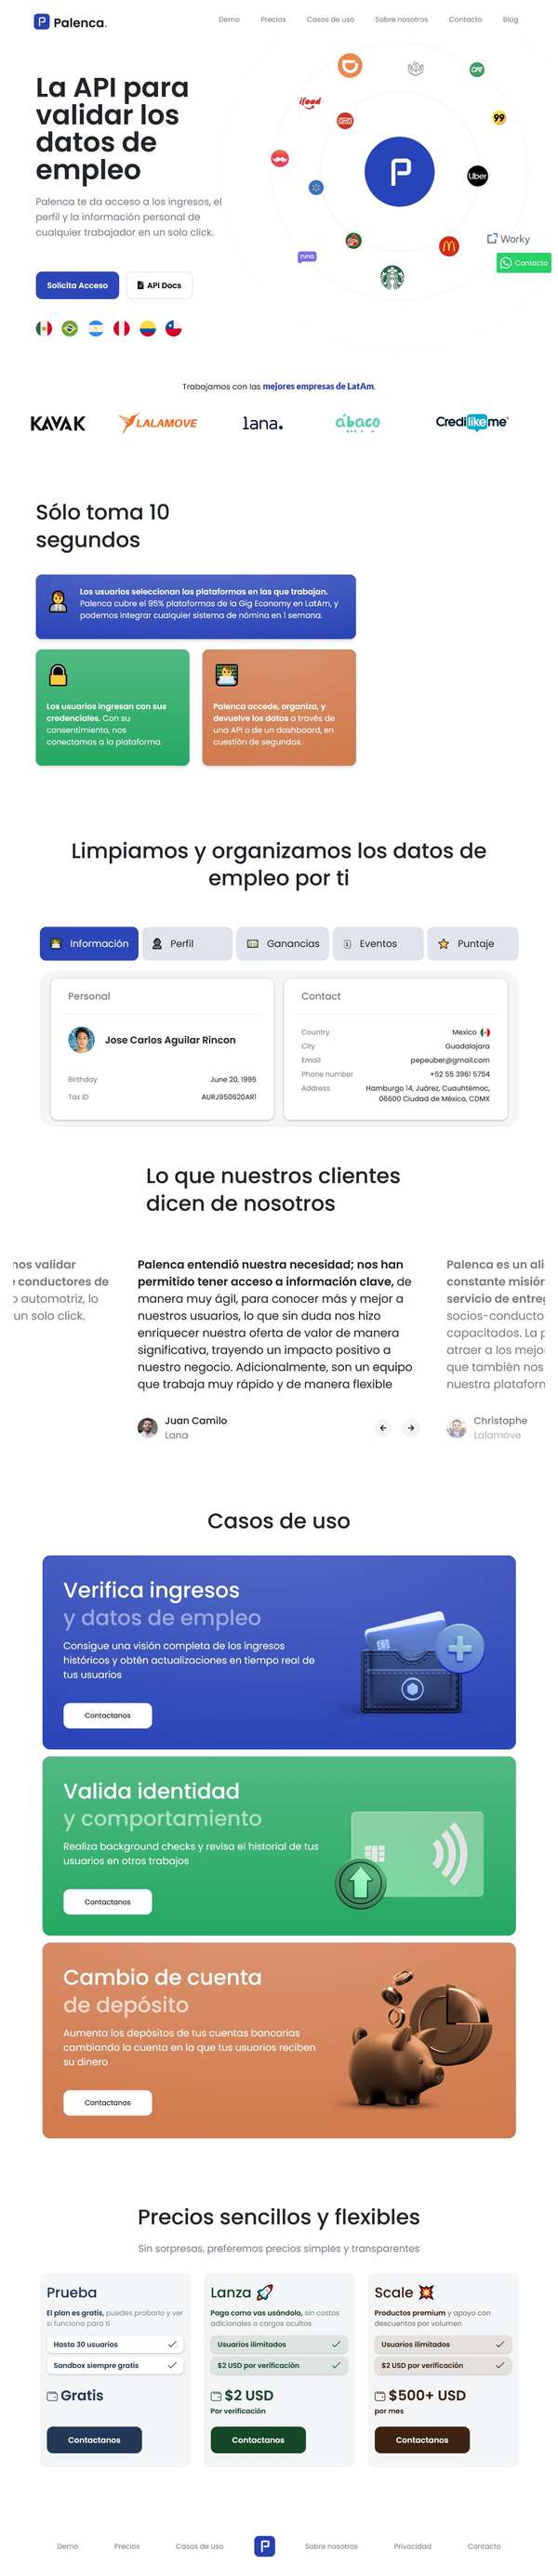 Palenca.
Demo
Precios
Casos de uso
Sobre nosotros
Contacto
Blog
La API para
validar los
datos de
empleo
Palenca te da acceso a los ingresos, el
perfil y la información personal de
cualquier trabajador en un solo click.
Solicita Acceso
API Docs
ifood
99
Uber
runa
Worky
Contacto
Trabajamos con las mejores empresas de LatAm.
KAVAK
LALAMOVE
lana.
ábaco
Credilikeme
Sólo toma 10
segundos
Los usuarios seleccionan las plataformas en las que trabajan.
Palenca cubre el 95% plataformas de la Gig Economy en LatAm, y
podemos integrar cualquier sistema de nómina en 1 semana.
Los usuarios ingresan con sus
credenciales. Con su
consentimiento, nos
conectamos a la plataforma.
Palenca accede, organiza, y
devuelve los datos a través de
una API o de un dashboard, en
cuestión de segundos.
Limpiamos y organizamos los datos de
empleo por ti
Información
Perfil
Ganancias
Eventos
Puntaje
Personal
Jose Carlos Aguilar Rincon
Birthday June 20, 1995
Tax ID AURJ950620AR1
Contact
Country Mexico
City Guadalajara
Email pepeuber@gmail.com
Phone number +52 55 3961 5754
Address Hamburgo 14, Juárez, Cuauhtémoc,
06600 Ciudad de México, CDMX
Lo que nuestros clientes
dicen de nosotros
nos validar
conductores de
automotriz, lo
un solo click.
Palenca entendió nuestra necesidad; nos han
permitido tener acceso a información clave, de
manera muy ágil, para conocer más y mejor a
nuestros usuarios, lo que sin duda nos hizo
enriquecer nuestra oferta de valor de manera
significativa, trayendo un impacto positivo a
nuestro negocio. Adicionalmente, son un equipo
que trabaja muy rápido y de manera flexible
Juan Camilo
Lana
Palenca es un ali
constante misión
servicio de entreg
socios-conducto
capacitados. La p
atraer a los mejo
que también nos
nuestra plataforn
Christophe
Lalamove
Casos de uso
Verifica ingresos
y datos de empleo
Consigue una visión completa de los ingresos
históricos y obtén actualizaciones en tiempo real de
tus usuarios
Contactanos
Valida identidad
y comportamiento
Realiza background checks y revisa el historial de tus
usuarios en otros trabajos
Contactanos
Cambio de cuenta
de depósito
Aumenta los depósitos de tus cuentas bancarias
cambiando la cuenta en la que tus usuarios reciben
su dinero
Contactanos
Precios sencillos y flexibles
Sin sorpresas, preferemos precios simples y transparentes
Prueba
El plan es gratis, puedes probarlo y ver
si funciona para ti
Hasta 30 usuarios
Sandbox siempre gratis
Gratis
Contactanos
Lanza
Paga como vas usándolo, sin costos
adicionales o cargos ocultos
Usuarios ilimitados
$2 USD por verificación
$2 USD
Por verificación
Contactanos
Scale
Productos premium y apoyo con
descuentos por volumen
Usuarios ilimitados
$2 USD por verificación
$500+ USD
por mes
Contactanos
Demo
Precios
Casos de uso
Sobre nosotros
Privacidad
Contacto